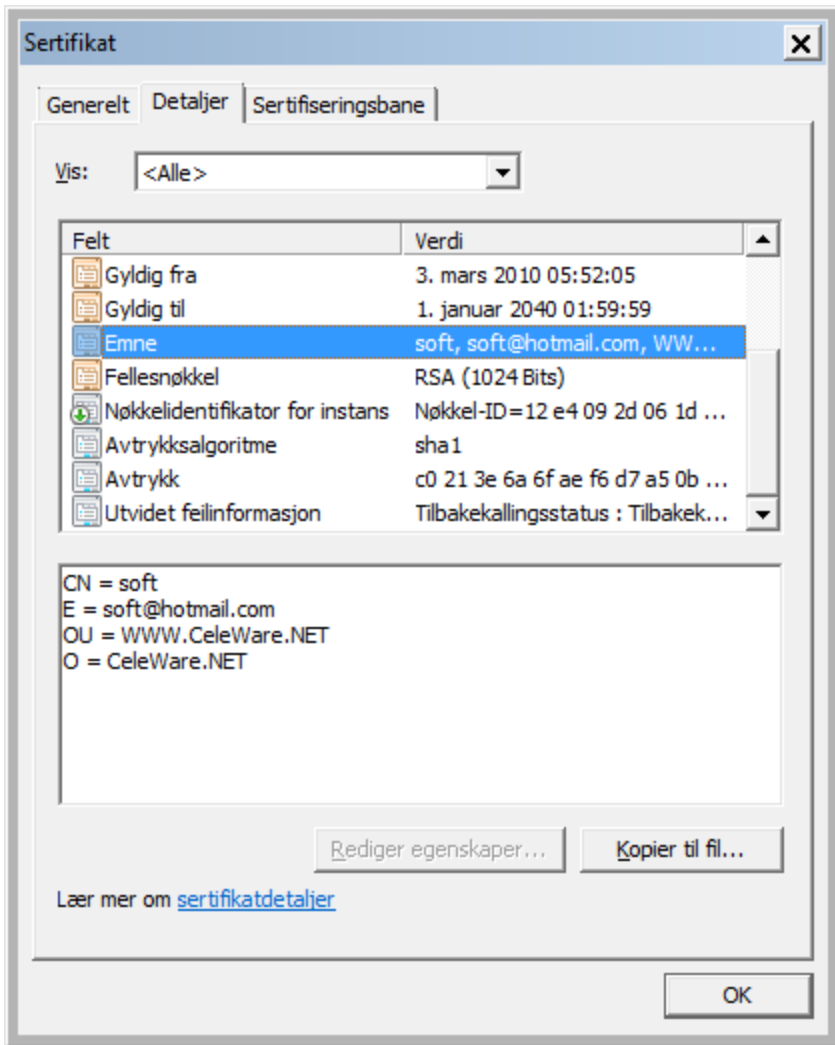 Sertifikat
Generelt Detaljer Sertifiseringsbane
Vis: <Alle>
Felt Verdi
Gyldig fra 3. mars 2010 05:52:05
Gyldig til 1. januar 2040 01:59:59
Emne soft, soft@hotmail.com, WW...
Fellesnøkkel RSA (1024 Bits)
Nøkkelidentifikator for instans Nøkkel-ID=12 e4 09 2d 06 1d ...
Avtrykksalgoritme sha1
Avtrykk c0 21 3e 6a 6f ae f6 d7 a5 0b ...
Utvidet feilinformasjon Tilbakekallingsstatus : Tilbakek...
CN = soft
E = soft@hotmail.com
OU = WWW.CeleWare.NET
O = CeleWare.NET
Rediger egenskaper... Kopier til fil...
Lær mer om sertifikatdetaljer
OK